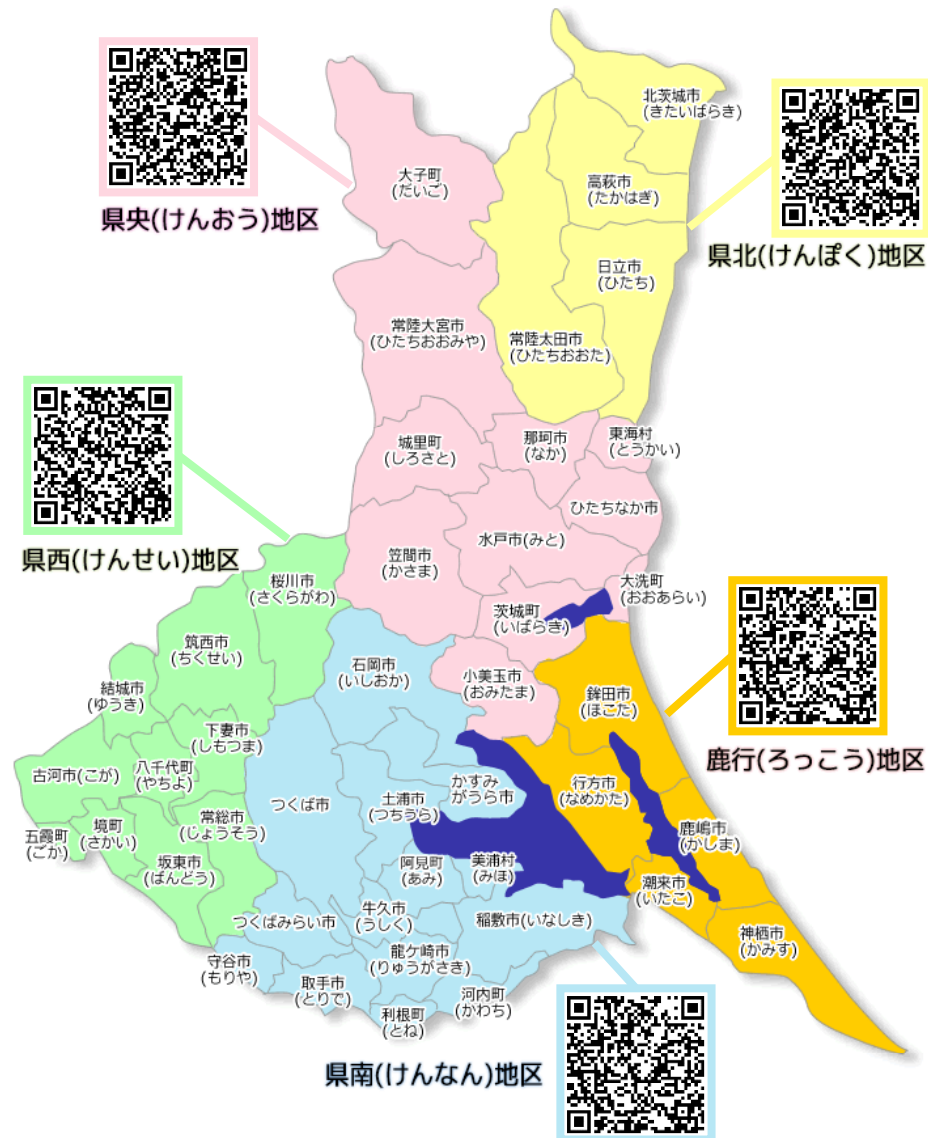 北茨城市
(きたいばらき)
大子町
(だいご)
高萩市
(たかはぎ)
県央(けんおう)地区
県北(けんぽく)地区
日立市
(ひたち)
常陸大宮市
(ひたちおおみや)
常陸太田市
(ひたちおおた)
城里町
(しろさと)
那珂市
(なか)
東海村
(とうかい)
ひたちなか市
水戸市(みと)
笠間市
(かさま)
県西(けんせい)地区
桜川市
(さくらがわ)
大洗町
(おおあらい)
茨城町
(いばらき)
筑西市
(ちくせい)
石岡市
(いしおか)
小美玉市
(おみたま)
鉾田市
(ほこた)
結城市
(ゆうき)
下妻市
(しもつま)
鹿行(ろっこう)地区
古河市(こが)
八千代町
(やちよ)
かすみ
がうら市
行方市
(なめかた)
つくば市
土浦市
(つちうら)
五霞町
(ごか)
境町
(さかい)
常総市
(じょうそう)
鹿嶋市
(かしま)
坂東市
(ばんどう)
阿見町
(あみ)
美浦村
(みほ)
潮来市
(いたこ)
つくばみらい市
牛久市
(うしく)
稲敷市(いなしき)
神栖市
(かみす)
守谷市
(もりや)
龍ケ崎市
(りゅうがさき)
取手市
(とりで)
利根町
(とね)
河内町
(かわち)
県南(けんなん)地区